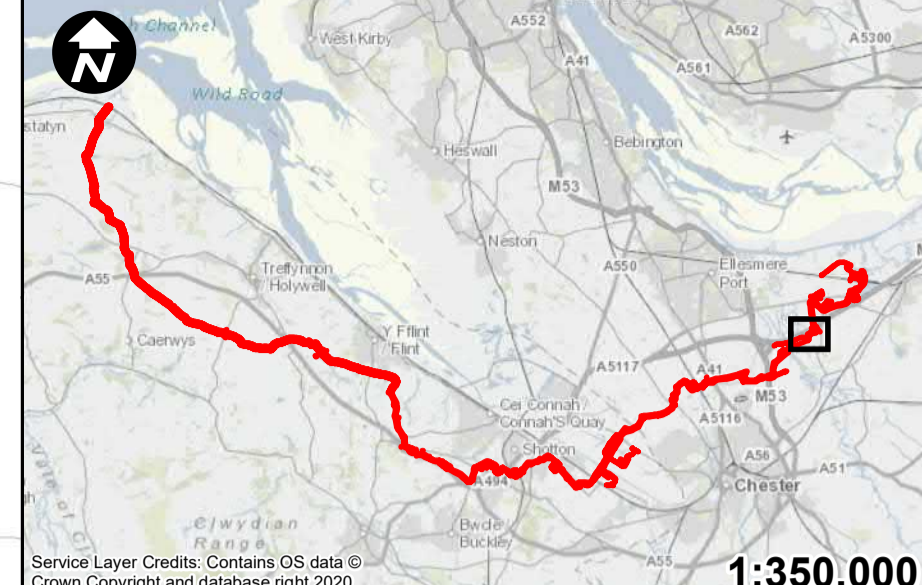 h Channel
A552
A562
A5300
N
West Kirby
A41
A561
Wild Road
statyn
Bebington
Heswall
M53
Neston
A550
Ellesmere
Port
Treffynnon
Holywell
A55
Caerwys
Y Fflint
/Flint
A5117
A41
M53
Cei Connah/
Connah'S Quay
A5116
Shotton
A56
A51
A494
Chester
Clwydian
Range
Buckley
A55
Service Layer Credits: Contains OS data ©
Crown Copyright and database right 2020
1:350,000